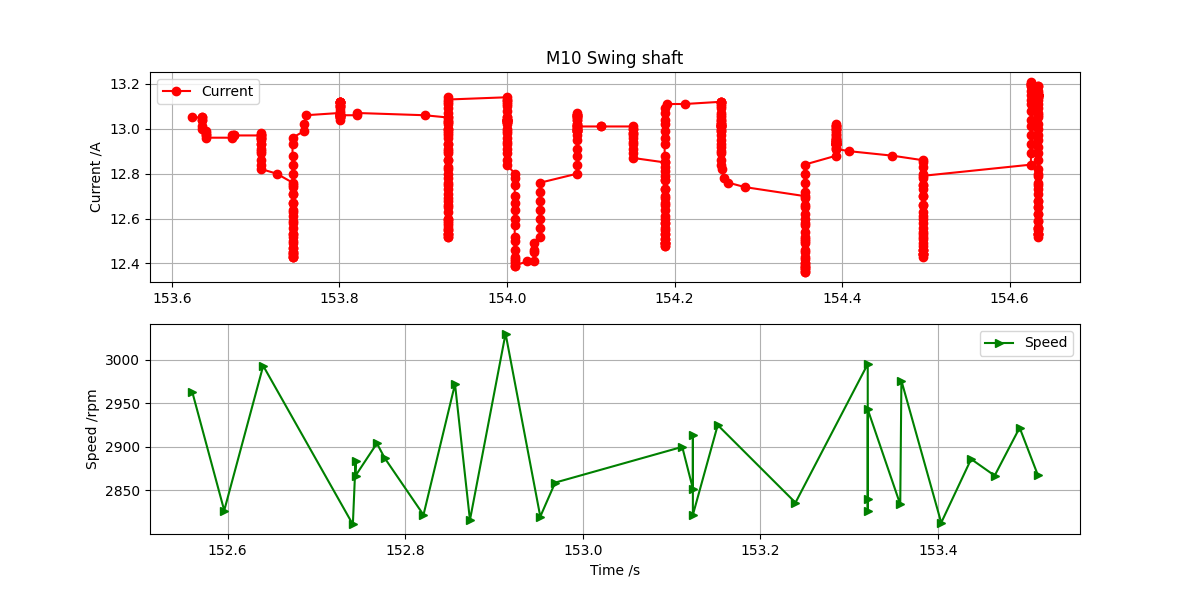 M10 Swing shaft
Current /A
13.2
13.0
12.8
12.6
12.4
Current
153.6 153.8 154.0 154.2 154.4 154.6
Speed /rpm
3000
2950
2900
2850
Speed
152.6 152.8 153.0 153.2 153.4
Time /s